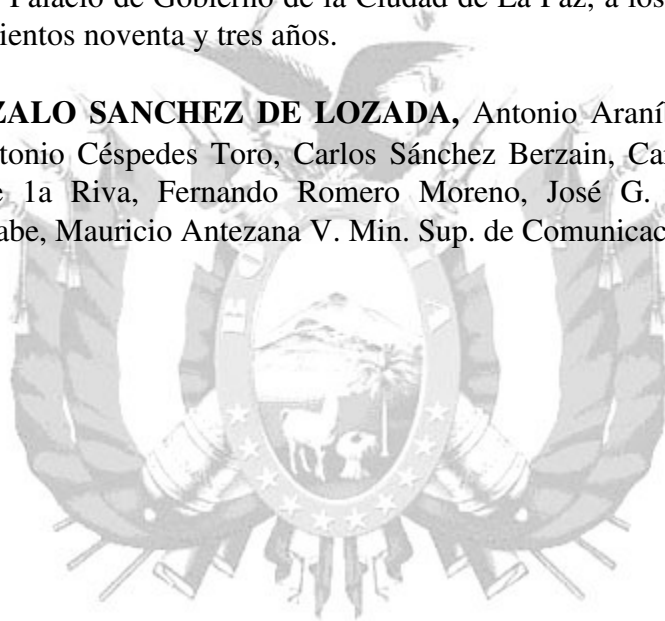 Palacio de Gobierno de la Ciudad de La Paz, a los
ientos noventa y tres años.
ZALO SANCHEZ DE LOZADA, Antonio Araní
tonio Céspedes Toro, Carlos Sánchez Berzain, Car
e 1a Riva, Fernando Romero Moreno, José G.
abe, Mauricio Antezana V. Min. Sup. de Comunicac